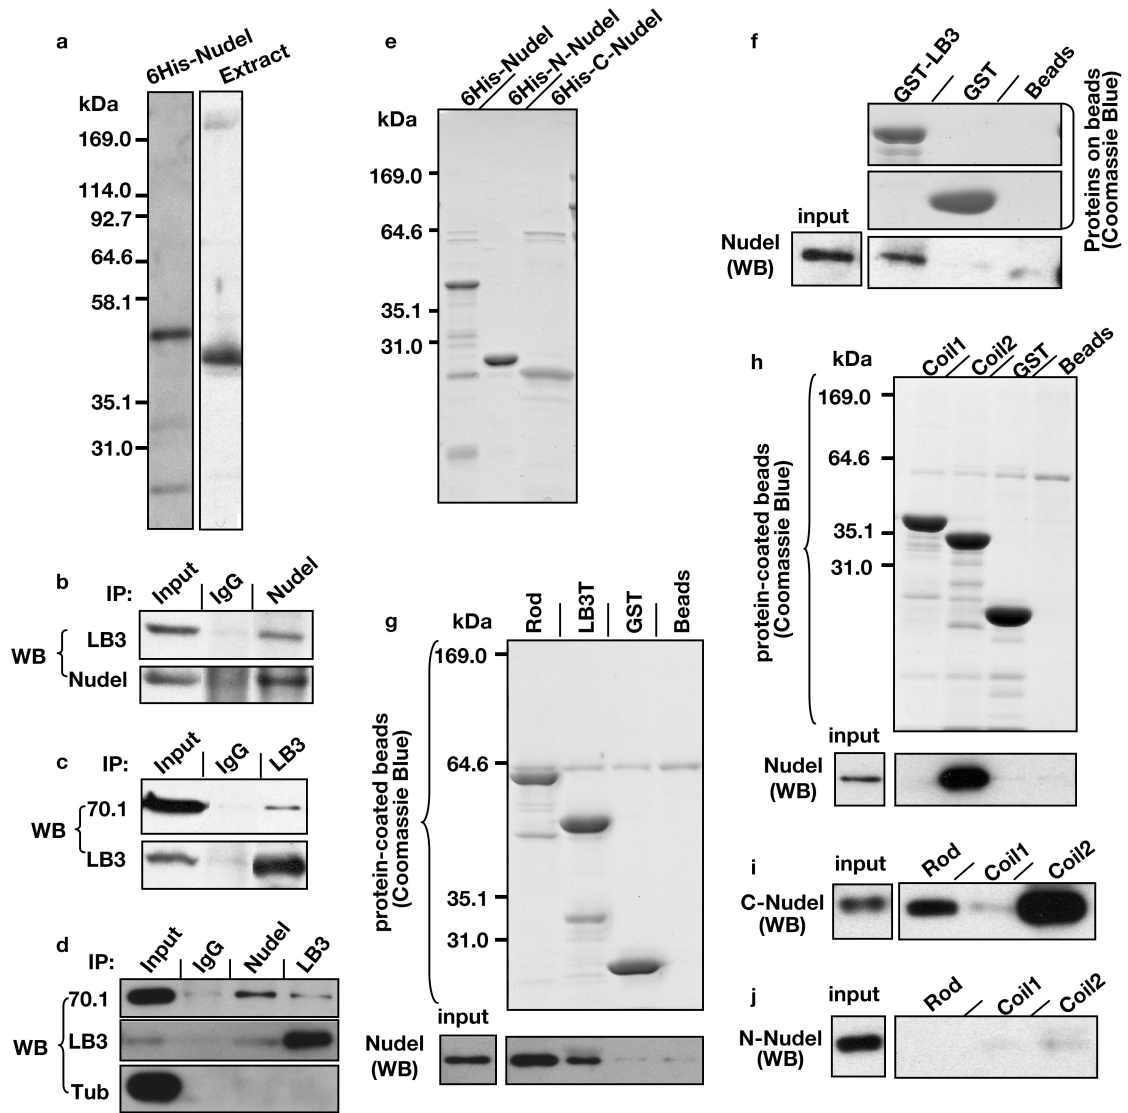 a
6His-Nudel
Extract
kDa
169.0
114.0
92.7
64.6
58.1
35.1
31.0
b
IP:
Input
IgG
Nudel
WB
LB3
Nudel
c
IP:
Input
IgG
LB3
WB
70.1
LB3
d
IP:
Input
IgG
Nudel
LB3
WB
70.1
LB3
Tub
e
6His-Nudel
6His-N-Nudel
6His-C-Nudel
kDa
169.0
64.6
35.1
31.0
f
GST-LB3
GST
Beads
Proteins on beads
(Coomassie Blue)
input
Nudel
(WB)
g
kDa
Rod
LB3T
GST
Beads
protein-coated beads
(Coomassie Blue)
169.0
64.6
35.1
31.0
input
Nudel
(WB)
h
kDa
Coil1
Coil2
GST
Beads
protein-coated beads
(Coomassie Blue)
169.0
64.6
35.1
31.0
input
Nudel
(WB)
i
input
Rod
Coil1
Coil2
C-Nudel
(WB)
j
input
Rod
Coil1
Coil2
N-Nudel
(WB)